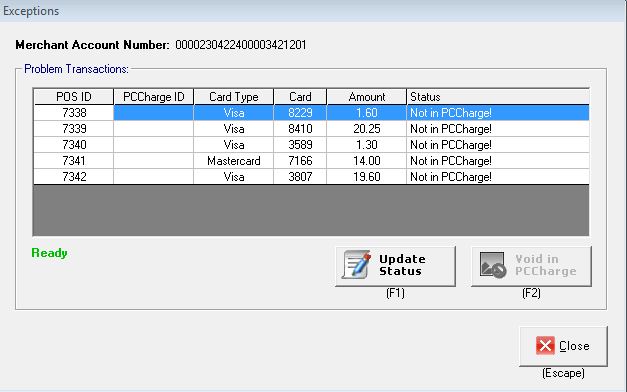 Exceptions
Merchant Account Number: 0000230422400003421201
Problem Transactions:
POS ID PCCharge ID Card Type Card Amount Status
7338 Visa 8229 1.60 Not in PCCharge!
7339 Visa 8410 20.25 Not in PCCharge!
7340 Visa 3589 1.30 Not in PCCharge!
7341 Mastercard 7166 14.00 Not in PCCharge!
7342 Visa 3807 19.60 Not in PCCharge!
Ready
Update
Status
(F1)
Void in
PCCharge
(F2)
Close
(Escape)